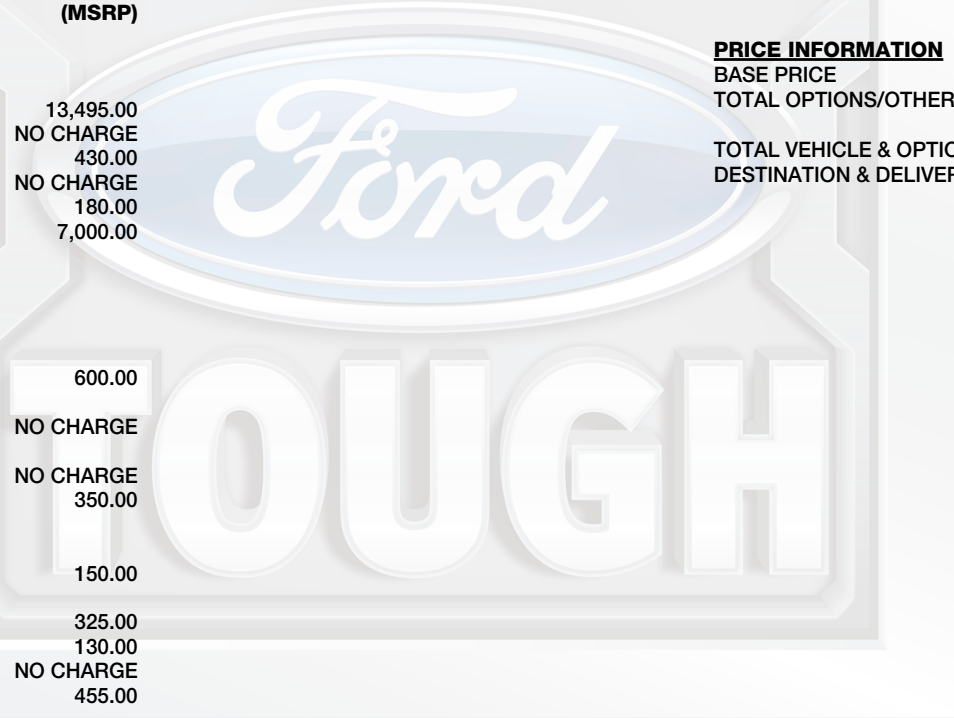 (MSRP)
13,495.00
NO CHARGE
430.00
NO CHARGE
180.00
7,000.00
600.00
NO CHARGE
NO CHARGE
350.00
150.00
325.00
130.00
NO CHARGE
455.00
PRICE INFORMATION
BASE PRICE
TOTAL OPTIONS/OTHER
TOTAL VEHICLE & OPTIO
DESTINATION & DELIVER
Ford
TOUGH